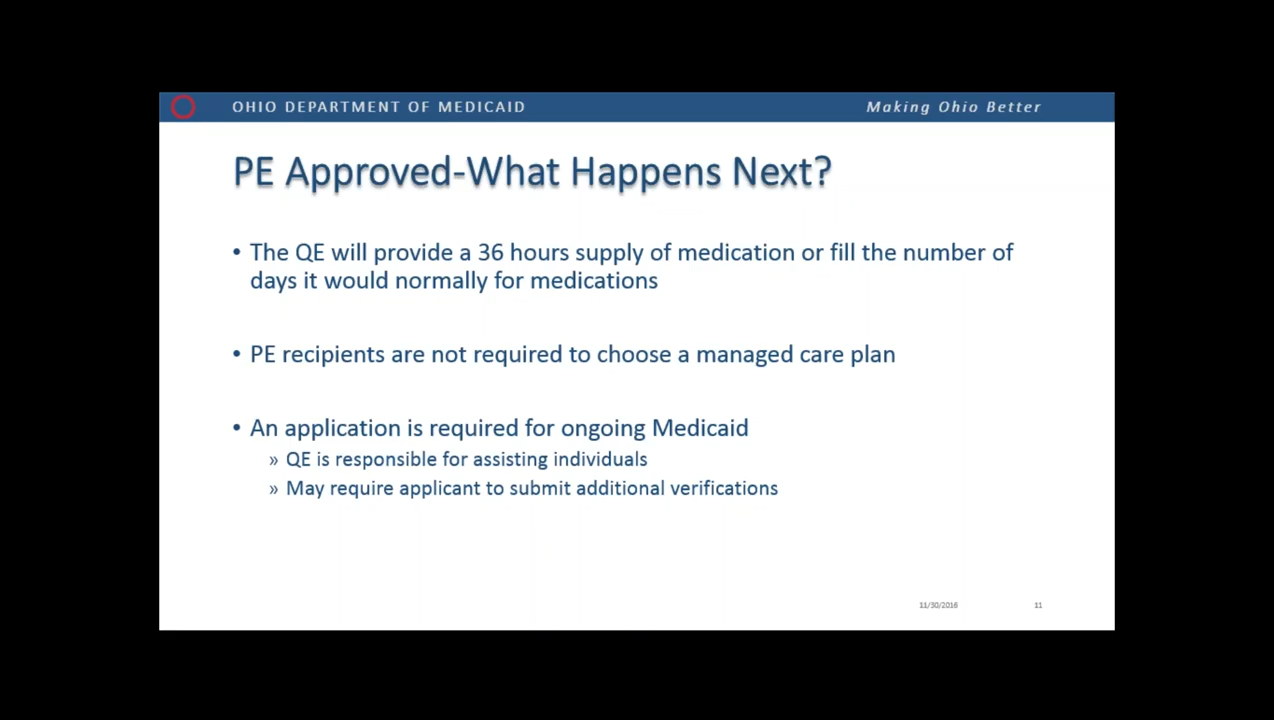 OHIO DEPARTMENT OF MEDICAID
Making Ohio Better
PE Approved-What Happens Next?
• The QE will provide a 36 hours supply of medication or fill the number of
days it would normally for medications
• PE recipients are not required to choose a managed care plan
• An application is required for ongoing Medicaid
» QE is responsible for assisting individuals
» May require applicant to submit additional verifications
11/30/2016
11